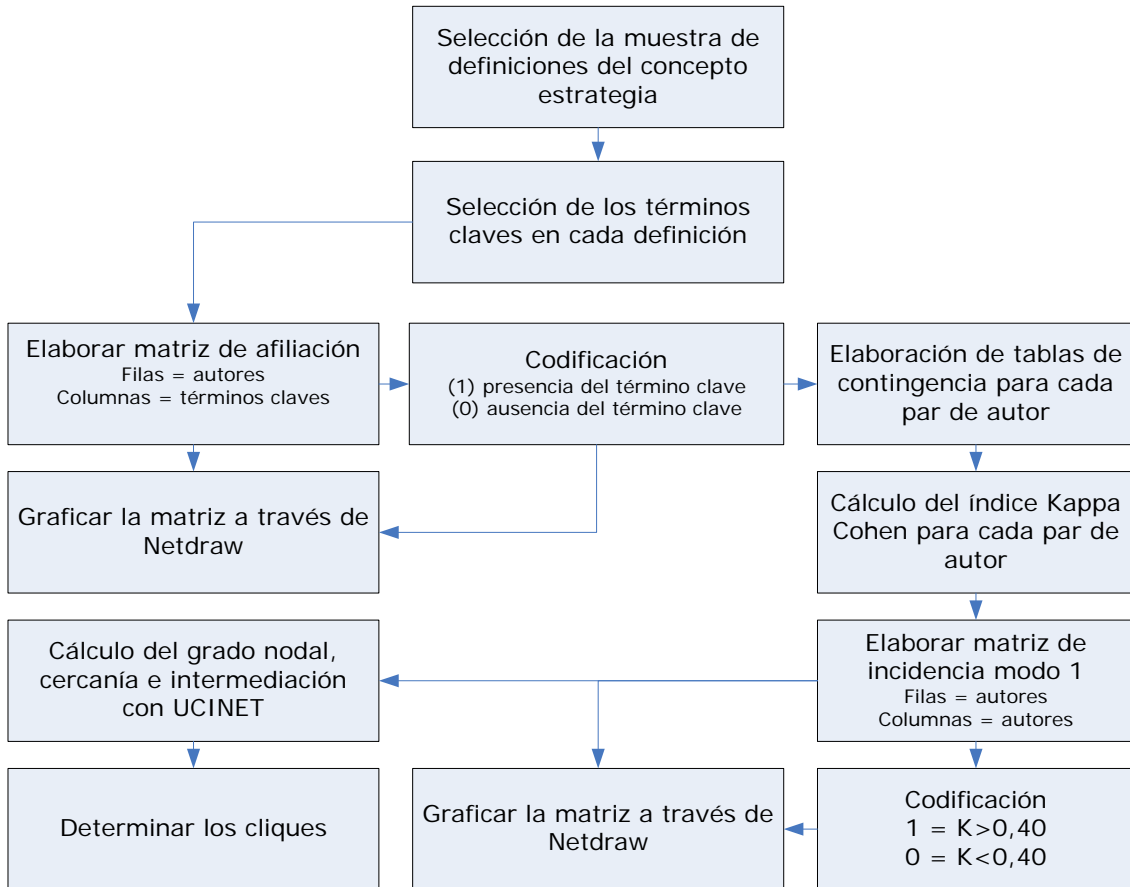 Selección de la muestra de
definiciones del concepto
estrategia
Selección de los términos
claves en cada definición
Elaborar matriz de afiliación
Filas = autores
Columnas = términos claves
Codificación
(1) presencia del término clave
(0) ausencia del término clave
Elaboración de tablas de
contingencia para cada
par de autor
Graficar la matriz a través de
Netdraw
Cálculo del índice Kappa
Cohen para cada par de
autor
Cálculo del grado nodal,
cercanía e intermediación
con UCINET
Elaborar matriz de
incidencia modo 1
Filas = autores
Columnas = autores
Determinar los cliques
Graficar la matriz a través de
Netdraw
Codificación
1 = K>0,40
0 = K<0,40